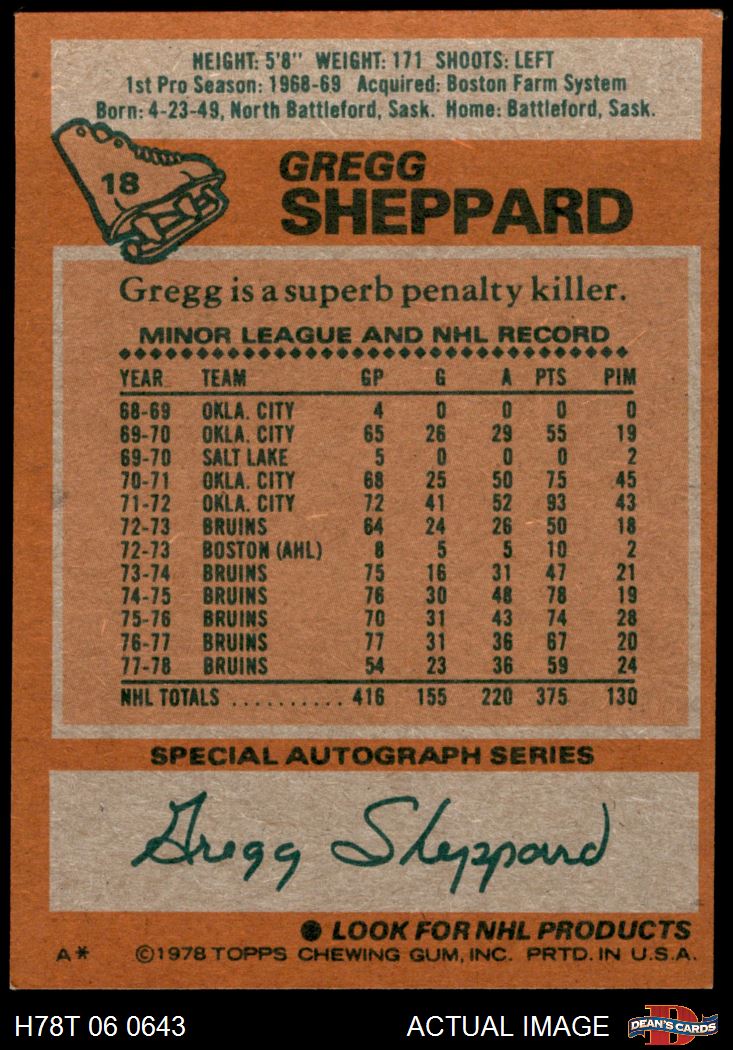 HEIGHT: 5'8" WEIGHT: 171 SHOOTS: LEFT
1st Pro Season: 1968-69 Acquired: Boston Farm System
Born: 4-23-49, North Battleford, Sask. Home: Battleford, Sask.
18
GREGG
SHEPPARD
Gregg is a superb penalty killer.
MINOR LEAGUE AND NHL RECORD
YEAR TEAM GP G A PTS PIM
68-69 OKLA. CITY 4 0 0 0 0
69-70 OKLA. CITY 65 26 29 55 19
69-70 SALT LAKE 5 0 0 0 2
70-71 OKLA. CITY 68 25 50 75 45
71-72 OKLA. CITY 72 41 52 93 43
72-73 BRUINS 64 24 26 50 18
72-73 BOSTON (AHL) 8 5 5 10 2
73-74 BRUINS 75 16 31 47 21
74-75 BRUINS 76 30 48 78 19
75-76 BRUINS 70 31 43 74 28
76-77 BRUINS 77 31 36 67 20
77-78 BRUINS 54 23 36 59 24
NHL TOTALS .......... 416 155 220 375 130
SPECIAL AUTOGRAPH SERIES
Gregg Sheppard
● LOOK FOR NHL PRODUCTS
A* ©1978 TOPPS CHEWING GUM, INC. PRTD. IN U.S.A.
H78T 06 0643 ACTUAL IMAGE DEAN'S CARDS